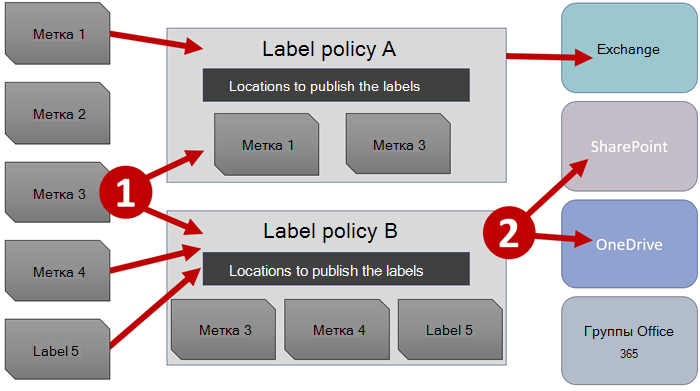 Метка 1
Метка 2
Метка 3
Метка 4
Label 5
1
Label policy A
Locations to publish the labels
Метка 1
Метка 3
Label policy B
Locations to publish the labels
Метка 3
Метка 4
Label 5
2
Exchange
SharePoint
OneDrive
Группы Office
365